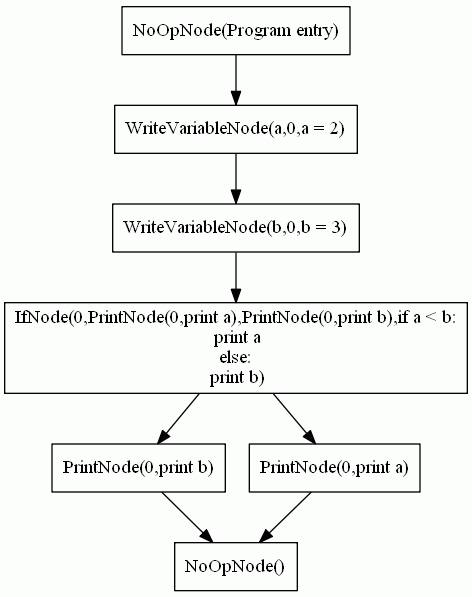 NoOpNode(Program entry)
WriteVariableNode(a,0,a = 2)
WriteVariableNode(b,0,b = 3)
IfNode(0,PrintNode(0,print a),PrintNode(0,print b),if a < b:
print a
else:
print b)
PrintNode(0,print b)
PrintNode(0,print a)
NoOpNode()